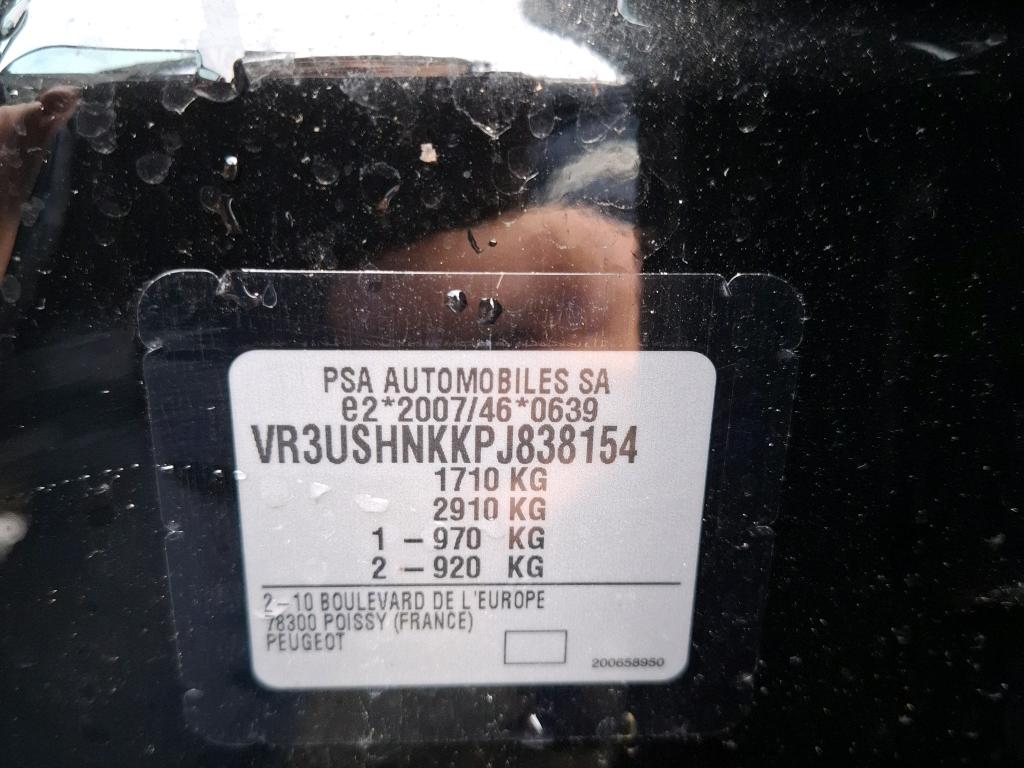 PSA AUTOMOBILES SA
e2*2007/46*0639
VR3USHNKKPJ838154
1710 KG
2910 KG
1 – 970 KG
2 – 920 KG
2–10 BOULEVARD DE L'EUROPE
78300 POISSY (FRANCE)
PEUGEOT
200658950